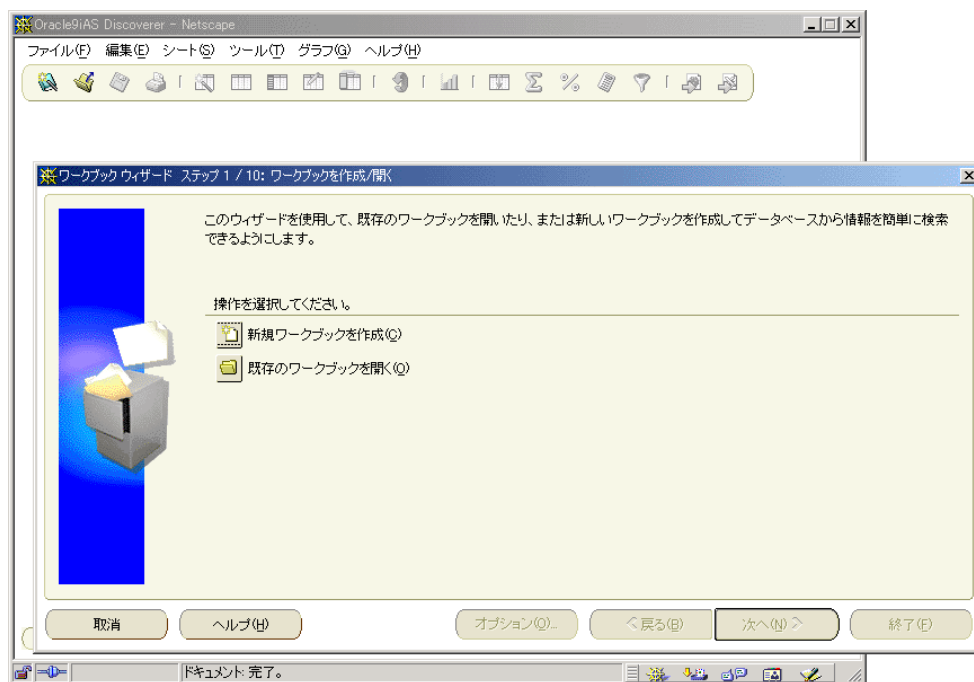 Oracle9iAS Discoverer - Netscape
ファイル(F) 編集(E) シート(S) ツール(T) グラフ(G) ヘルプ(H)
ワークブック ウィザード ステップ 1 / 10: ワークブックを作成/開く
このウィザードを使用して、既存のワークブックを開いたり、または新しいワークブックを作成してデータベースから情報を簡単に検索
できるようにします。
操作を選択してください。
新規ワークブックを作成(C)
既存のワークブックを開く(O)
取消 ヘルプ(H) オプション(O)... <戻る(B) 次へ(N)> 終了(F)
ドキュメント: 完了。